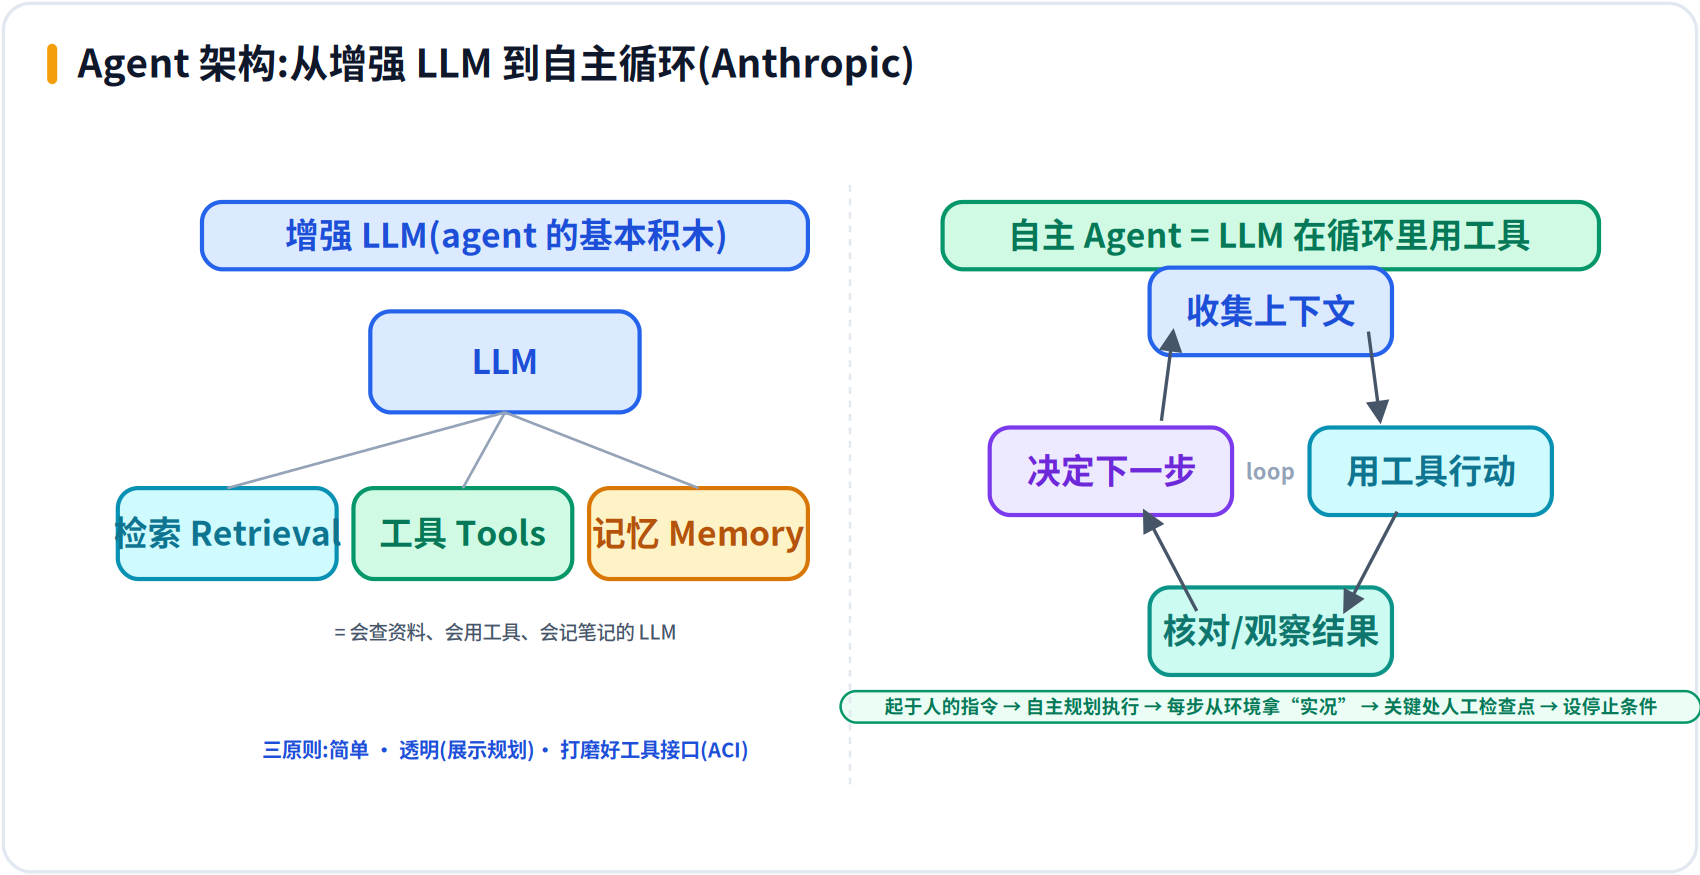 Agent 架构:从增强 LLM 到自主循环(Anthropic)
增强 LLM(agent 的基本积木)
LLM
检索 Retrieval
工具 Tools
记忆 Memory
= 会查资料、会用工具、会记笔记的 LLM
三原则:简单 · 透明(展示规划) · 打磨好工具接口(ACI)
自主 Agent = LLM 在循环里用工具
收集上下文
决定下一步
loop
用工具行动
核对/观察结果
起于人的指令 → 自主规划执行 → 每步从环境拿“实况” → 关键处人工检查点 → 设停止条件